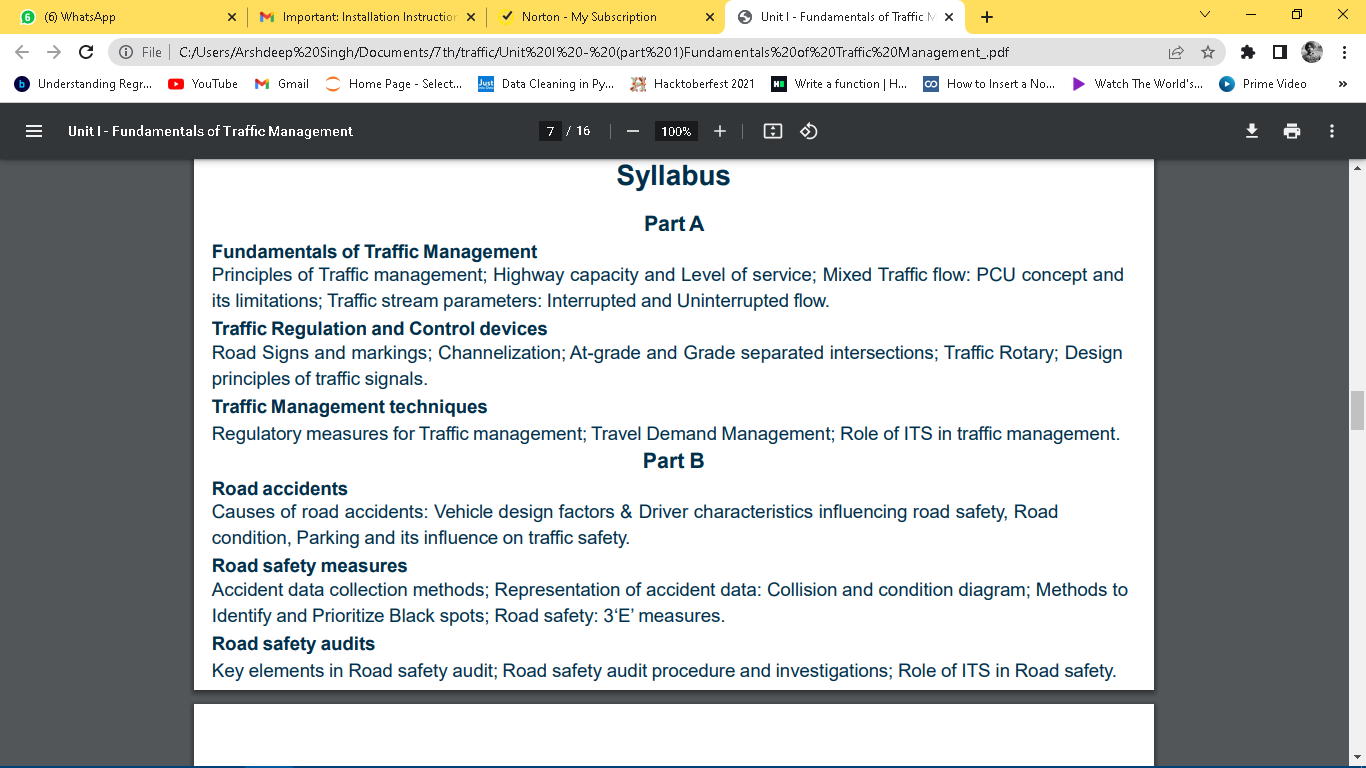 (6) WhatsApp
Important: Installation Instruction
Norton - My Subscription
Unit I - Fundamentals of Traffic M
File
C:/Users/Arshdeep%20Singh/Documents/7th/traffic/Unit%20I%20-%20(part%201)Fundamentals%20of%20Traffic%20Management_.pdf
Understanding Regr...
YouTube
Gmail
Home Page - Select...
Data Cleaning in Py...
Hacktoberfest 2021
Write a function | H...
How to Insert a No...
Watch The World's...
Prime Video
Unit I - Fundamentals of Traffic Management
7 / 16
100%
Syllabus
Part A
Fundamentals of Traffic Management
Principles of Traffic management; Highway capacity and Level of service; Mixed Traffic flow: PCU concept and
its limitations; Traffic stream parameters: Interrupted and Uninterrupted flow.
Traffic Regulation and Control devices
Road Signs and markings; Channelization; At-grade and Grade separated intersections; Traffic Rotary; Design
principles of traffic signals.
Traffic Management techniques
Regulatory measures for Traffic management; Travel Demand Management; Role of ITS in traffic management.
Part B
Road accidents
Causes of road accidents: Vehicle design factors & Driver characteristics influencing road safety, Road
condition, Parking and its influence on traffic safety.
Road safety measures
Accident data collection methods; Representation of accident data: Collision and condition diagram; Methods to
Identify and Prioritize Black spots; Road safety: 3‘E’ measures.
Road safety audits
Key elements in Road safety audit; Road safety audit procedure and investigations; Role of ITS in Road safety.